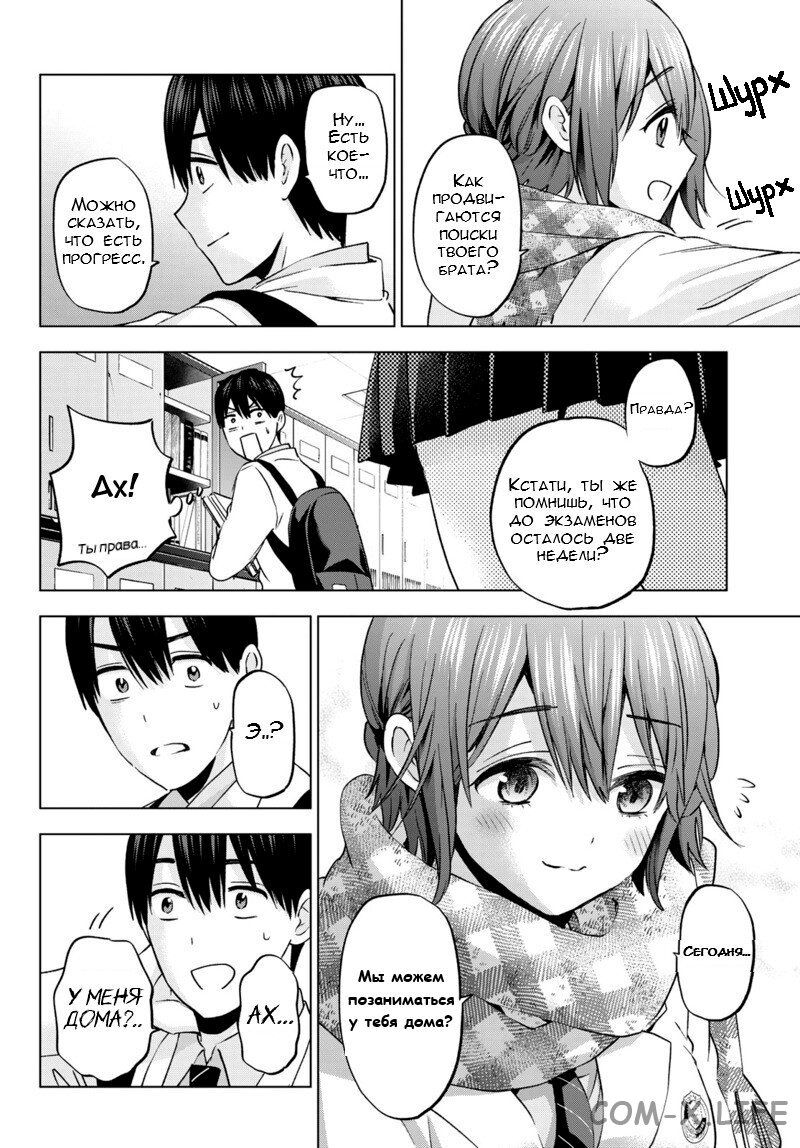 Шурх
Шурх
Как
продви-
гаются
поиски
твоего
брата?
Ну...
Есть
кое-
что...
Можно
сказать,
что есть
прогресс.
Правда?
Кстати, ты же
помнишь, что
до экзаменов
осталось две
недели?
Ах!
Ты права...
Сегодня...
Мы можем
позаниматься
у тебя дома?
Э..?
Ах...
У меня
дома?..
COM-X.LIFE